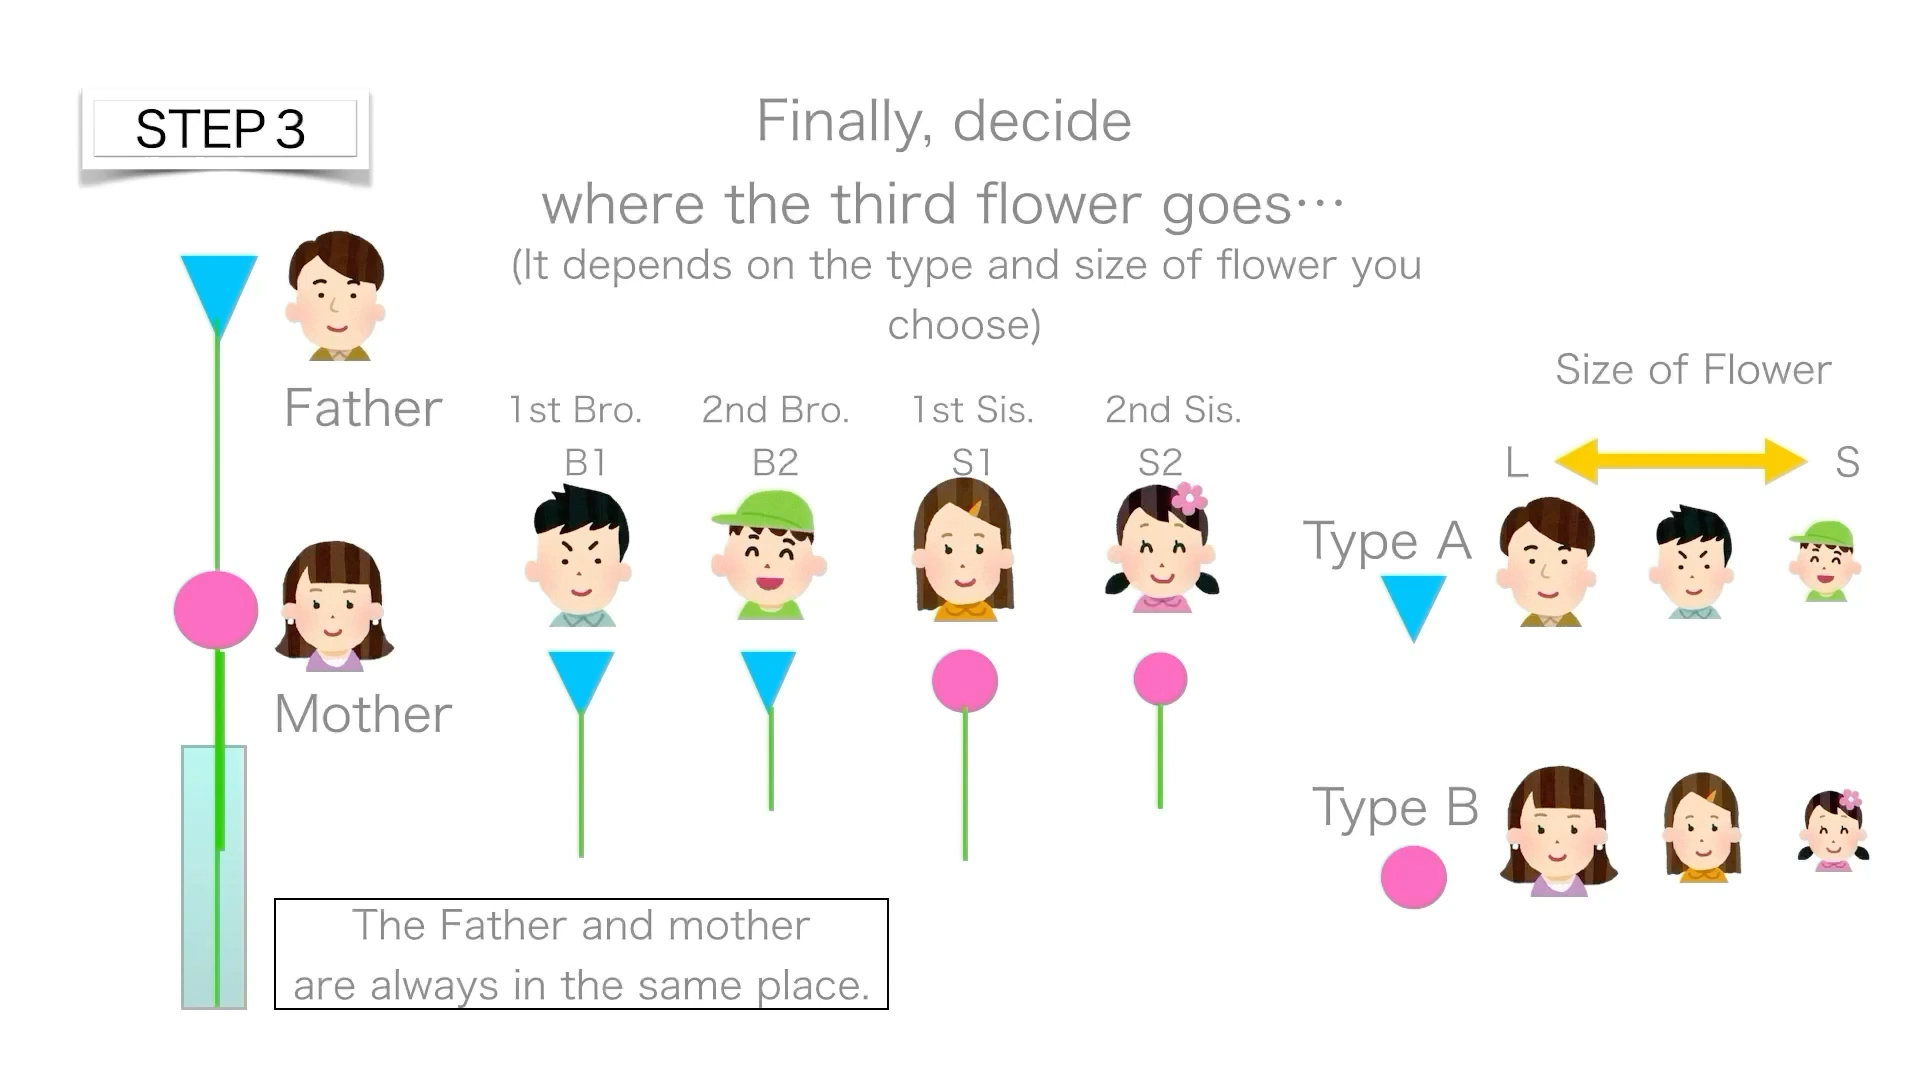 STEP 3
Finally, decide
where the third flower goes…
(It depends on the type and size of flower you
choose)
Father
Mother
1st Bro.
B1
2nd Bro.
B2
1st Sis.
S1
2nd Sis.
S2
Size of Flower
L
S
Type A
Type B
The Father and mother
are always in the same place.